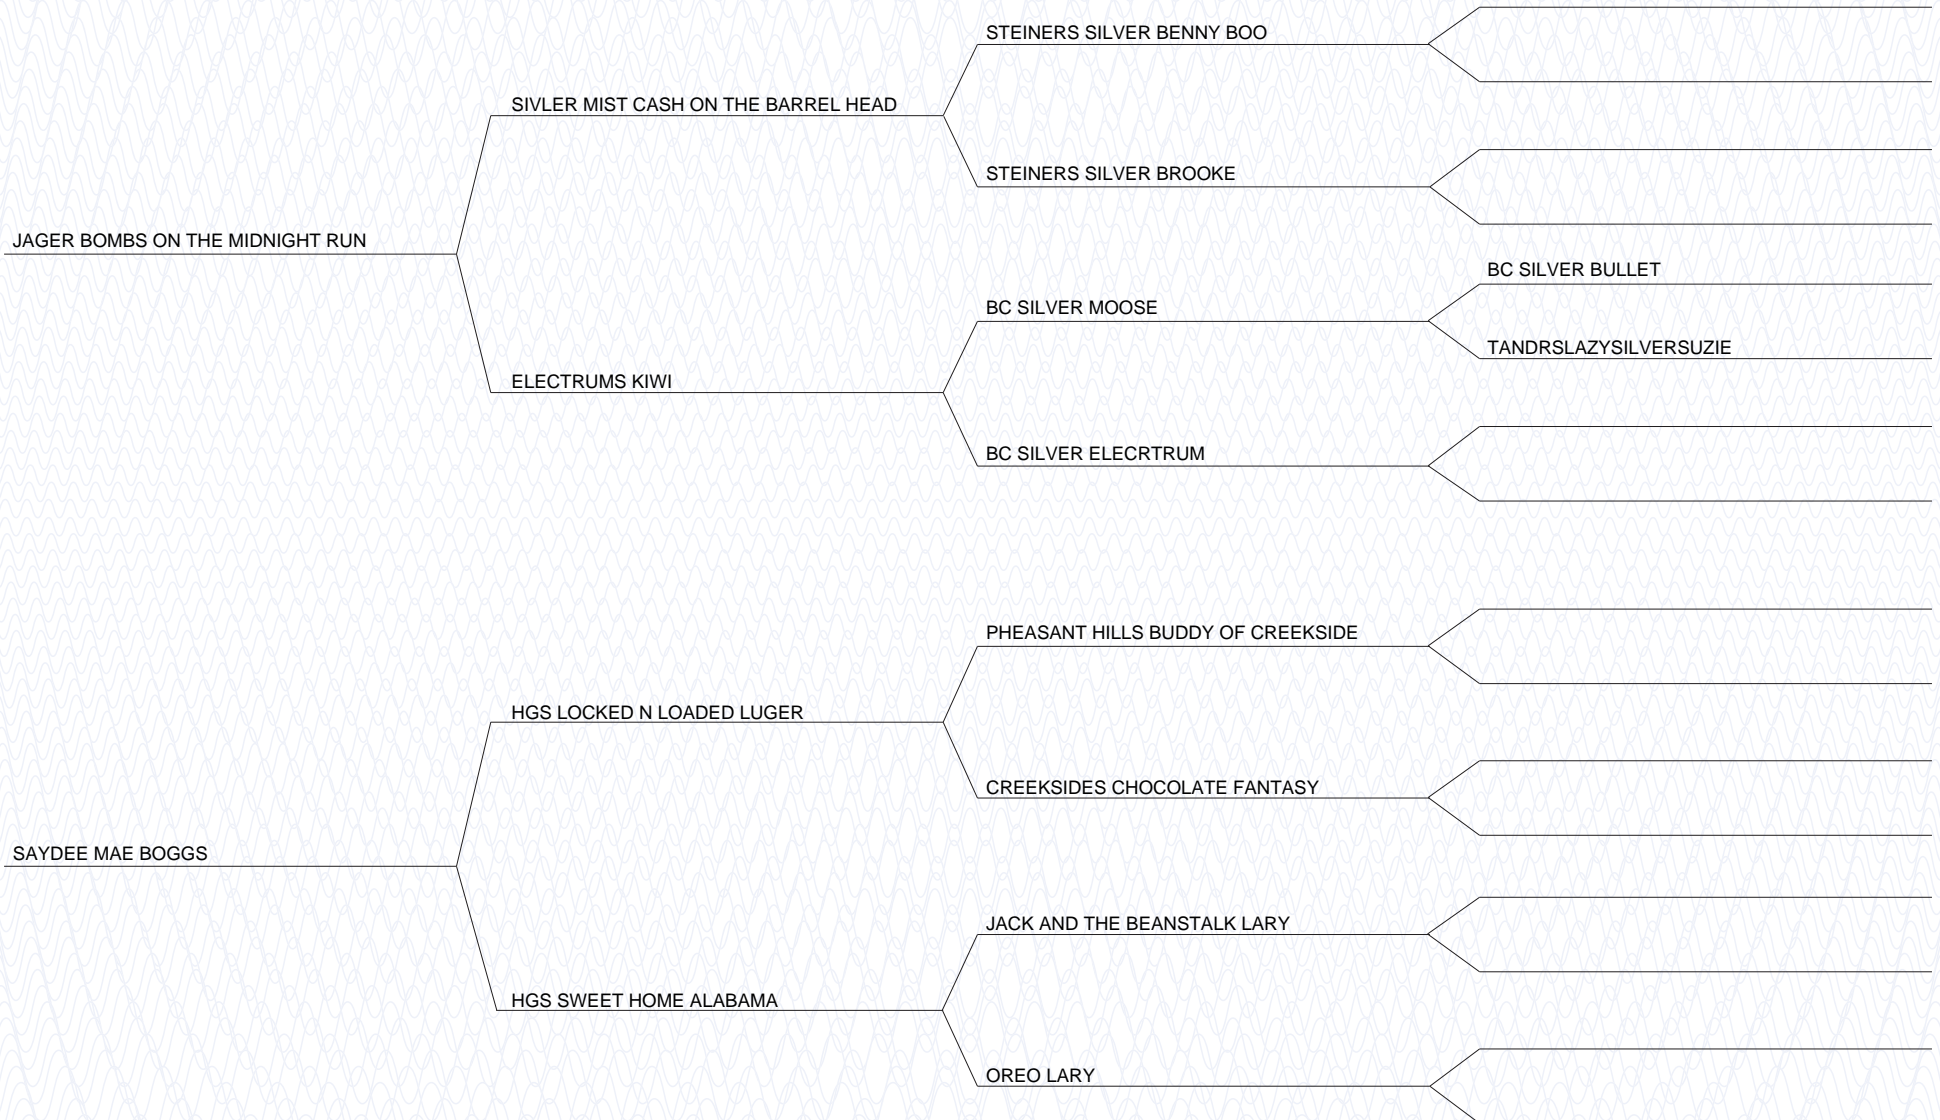 STEINERS SILVER BENNY BOO
SIVLER MIST CASH ON THE BARREL HEAD
STEINERS SILVER BROOKE
JAGER BOMBS ON THE MIDNIGHT RUN
BC SILVER BULLET
BC SILVER MOOSE
TANDRSLAZYSILVERSUZIE
ELECTRUMS KIWI
BC SILVER ELECRTRUM
PHEASANT HILLS BUDDY OF CREEKSIDE
HGS LOCKED N LOADED LUGER
CREEKSIDES CHOCOLATE FANTASY
SAYDEE MAE BOGGS
JACK AND THE BEANSTALK LARY
HGS SWEET HOME ALABAMA
OREO LARY